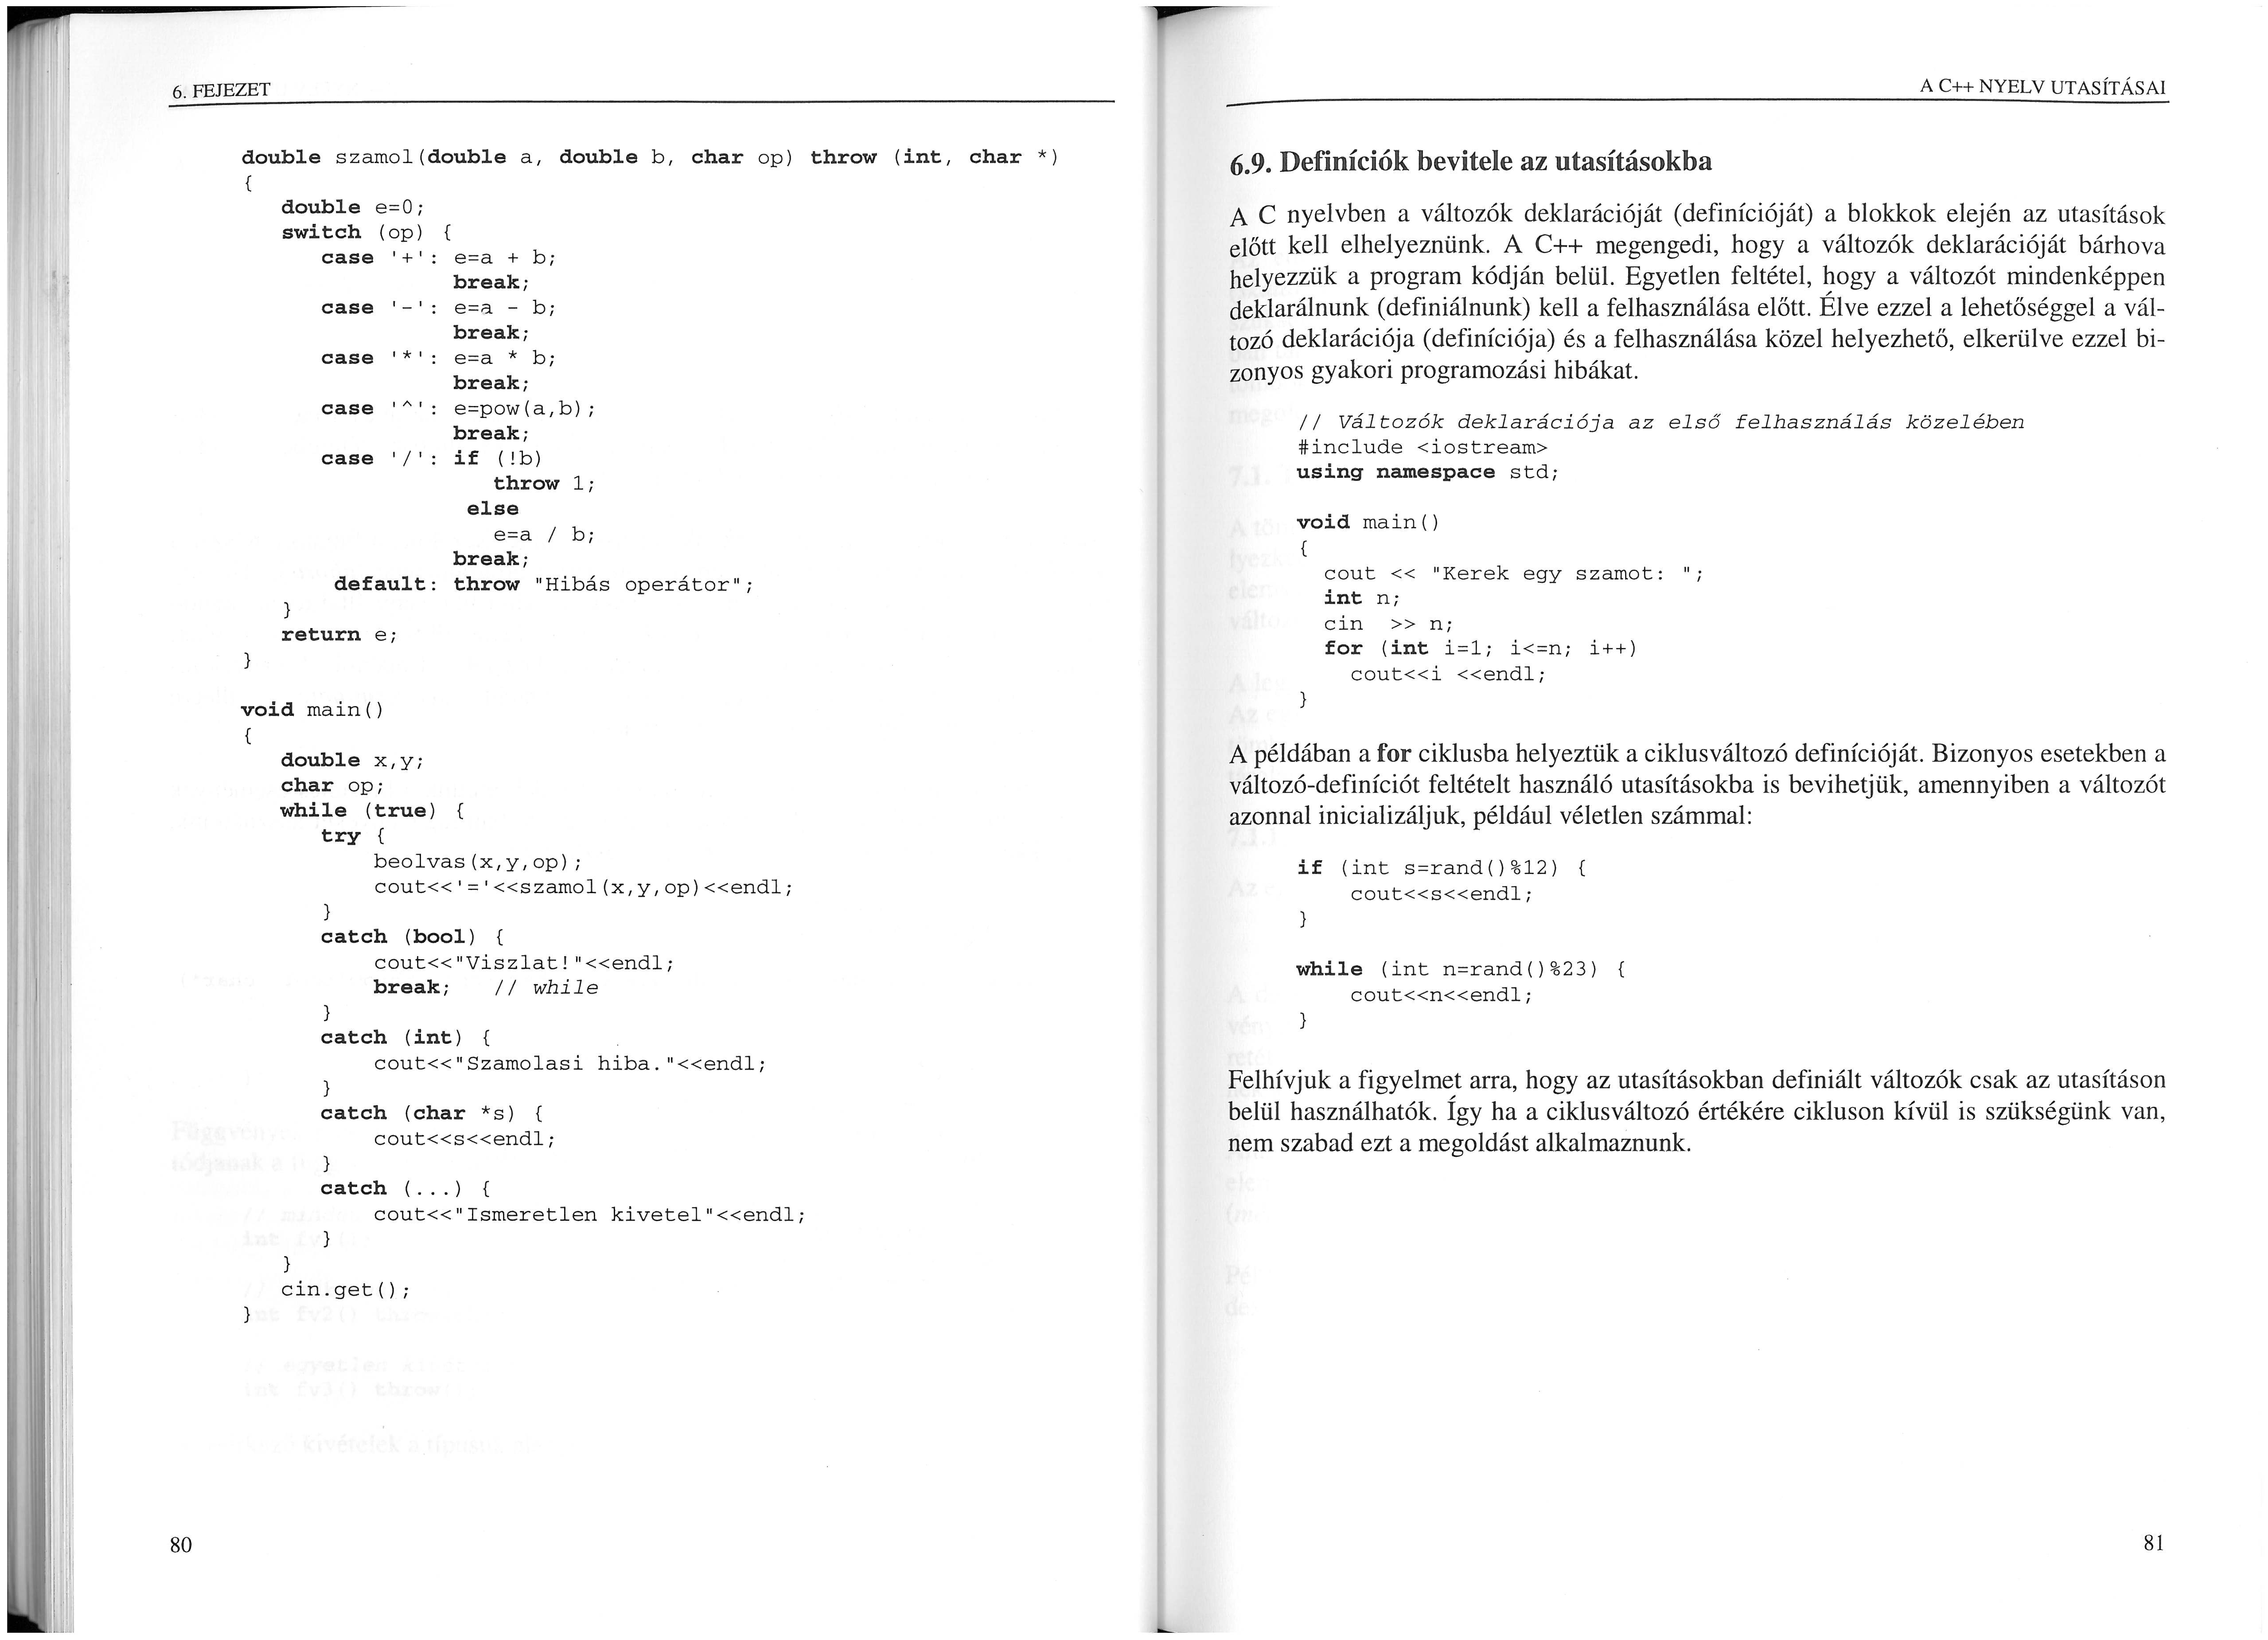 6. FEJEZET
double szamol(double a, double b, char op) throw (int, char *)
{
   double e=0;
   switch (op) {
      case '+': e=a + b;
                break;
      case '-': e=a - b;
                break;
      case '*': e=a * b;
                break;
      case '^': e=pow(a,b);
                break;
      case '/': if (!b)
                   throw 1;
                 else
                   e=a / b;
                break;
       default: throw "Hibás operátor";
   }
   return e;
}
void main()
{
   double x,y;
   char op;
   while (true) {
      try {
          beolvas(x,y,op);
          cout<<'='<<szamol(x,y,op)<<endl;
      }
      catch (bool) {
          cout<<"Viszlat!"<<endl;
          break;   // while
      }
      catch (int) {
          cout<<"Szamolasi hiba."<<endl;
      }
      catch (char *s) {
          cout<<s<<endl;
      }
      catch (...) {
          cout<<"Ismeretlen kivetel"<<endl;
      }
   }
   cin.get();
}
80
A C++ NYELV UTASÍTÁSAI
6.9. Definíciók bevitele az utasításokba
A C nyelvben a változók deklarációját (definícióját) a blokkok elején az utasítások
előtt kell elhelyeznünk. A C++ megengedi, hogy a változók deklarációját bárhova
helyezzük a program kódján belül. Egyetlen feltétel, hogy a változót mindenképpen
deklarálnunk (definiálnunk) kell a felhasználása előtt. Élve ezzel a lehetőséggel a vál-
tozó deklarációja (definíciója) és a felhasználása közel helyezhető, elkerülve ezzel bi-
zonyos gyakori programozási hibákat.
// Változók deklarációja az első felhasználás közelében
#include <iostream>
using namespace std;
void main()
{
  cout << "Kerek egy szamot: ";
  int n;
  cin  >> n;
  for (int i=1; i<=n; i++)
    cout<<i <<endl;
}
A példában a for ciklusba helyeztük a ciklusváltozó definícióját. Bizonyos esetekben a
változó-definíciót feltételt használó utasításokba is bevihetjük, amennyiben a változót
azonnal inicializáljuk, például véletlen számmal:
if (int s=rand()%12) {
    cout<<s<<endl;
}
while (int n=rand()%23) {
    cout<<n<<endl;
}
Felhívjuk a figyelmet arra, hogy az utasításokban definiált változók csak az utasításon
belül használhatók. Így ha a ciklusváltozó értékére cikluson kívül is szükségünk van,
nem szabad ezt a megoldást alkalmaznunk.
81